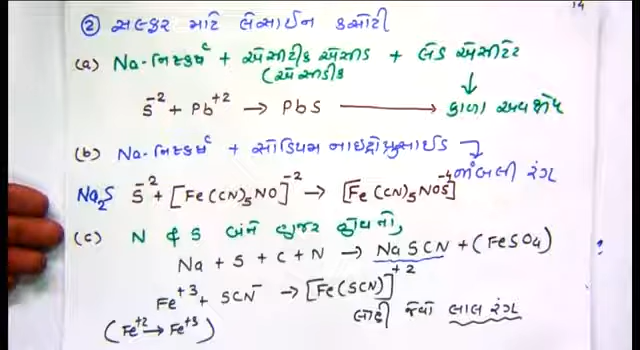 14
② સલ્ફર માટે લેસાઈન કસોટી
(a) Na-નિષ્કર્ષ + એસીટીક એસીડ + લેડ એસીટેટ
(એસીડીક
S⁻² + Pb⁺² → PbS → કાળા અવક્ષેપ
(b) Na-નિષ્કર્ષ + સોડિયમ નાઈટ્રોપ્રુસાઈડ
Na₂S S⁻² + [Fe(CN)₅NO]⁻² → [Fe(CN)₅NOS]⁻⁴ જાંબલી રંગ
(c) N & S બંને હાજર હોય તો,
Na + S + C + N → NaSCN + (FeSO₄)
Fe⁺³ + SCN⁻ → [Fe(SCN)]⁺²
(Fe⁺² → Fe⁺³) લોહી જેવો લાલ રંગ